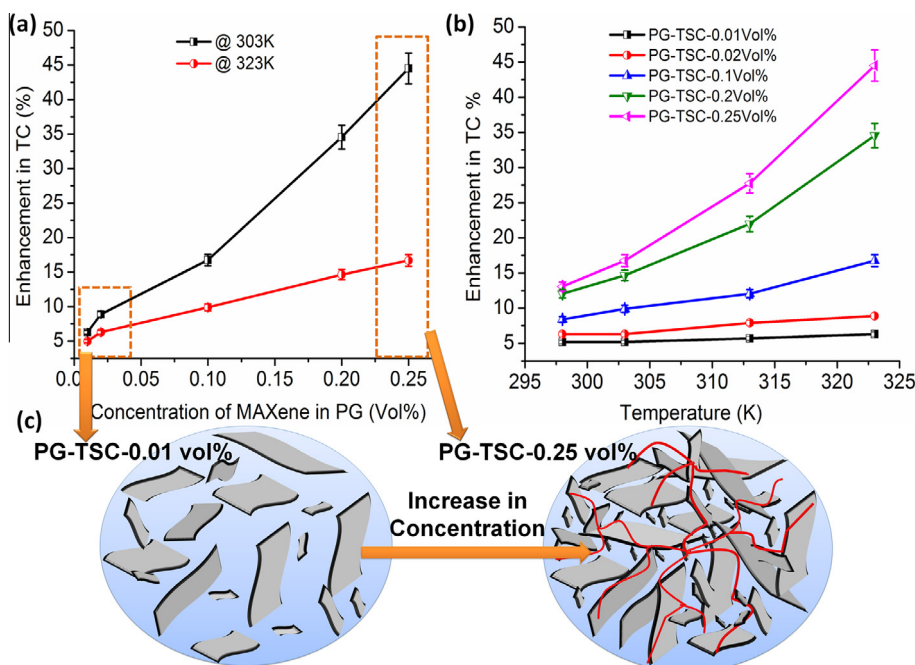 (a)
@ 303K
@ 323K
Enhancement in TC (%)
50
45
40
35
30
25
20
15
10
5
0.00 0.05 0.10 0.15 0.20 0.25
Concentration of MAXene in PG (Vol%)
(b)
PG-TSC-0.01Vol%
PG-TSC-0.02Vol%
PG-TSC-0.1Vol%
PG-TSC-0.2Vol%
PG-TSC-0.25Vol%
Enhancement in TC %
50
45
40
35
30
25
20
15
10
5
295 300 305 310 315 320 325
Temperature (K)
(c)
PG-TSC-0.01 vol%
PG-TSC-0.25 vol%
Increase in
Concentration